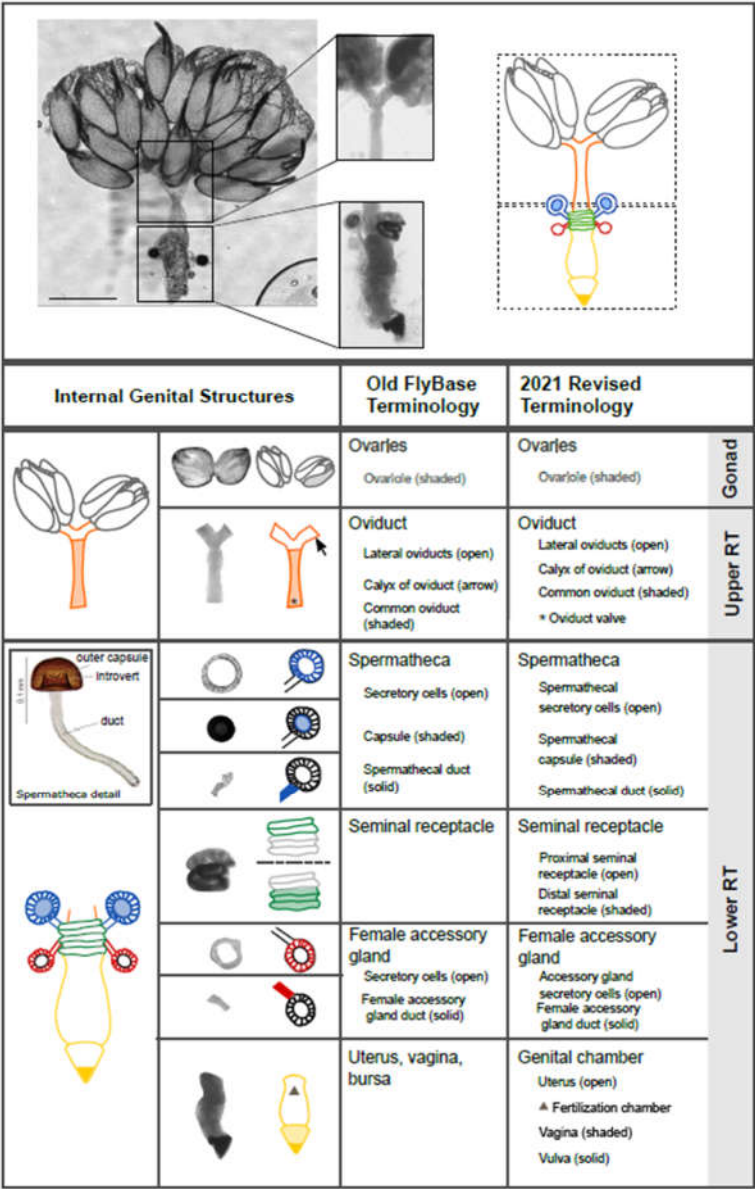 Internal Genital Structures
Old FlyBase
Terminology
2021 Revised
Terminology
Ovaries
Ovariole (shaded)
Ovaries
Ovariole (shaded)
Gonad
Oviduct
Lateral oviducts (open)
Calyx of oviduct (arrow)
Common oviduct
(shaded)
Oviduct
Lateral oviducts (open)
Calyx of oviduct (arrow)
Common oviduct (shaded)
* Oviduct valve
Upper RT
*
outer capsule
introvert
duct
0.1 mm
Spermatheca detail
Spermatheca
Secretory cells (open)
Capsule (shaded)
Spermathecal duct
(solid)
Spermatheca
Spermathecal
secretory cells (open)
Spermathecal
capsule (shaded)
Spermathecal duct (solid)
Seminal receptacle
Seminal receptacle
Proximal seminal
receptacle (open)
Distal seminal
receptacle (shaded)
Female accessory
gland
Secretory cells (open)
Female accessory
gland duct (solid)
Female accessory
gland
Accessory gland
secretory cells (open)
Female accessory
gland duct (solid)
Uterus, vagina,
bursa
Genital chamber
Uterus (open)
▲ Fertilization chamber
Vagina (shaded)
Vulva (solid)
Lower RT